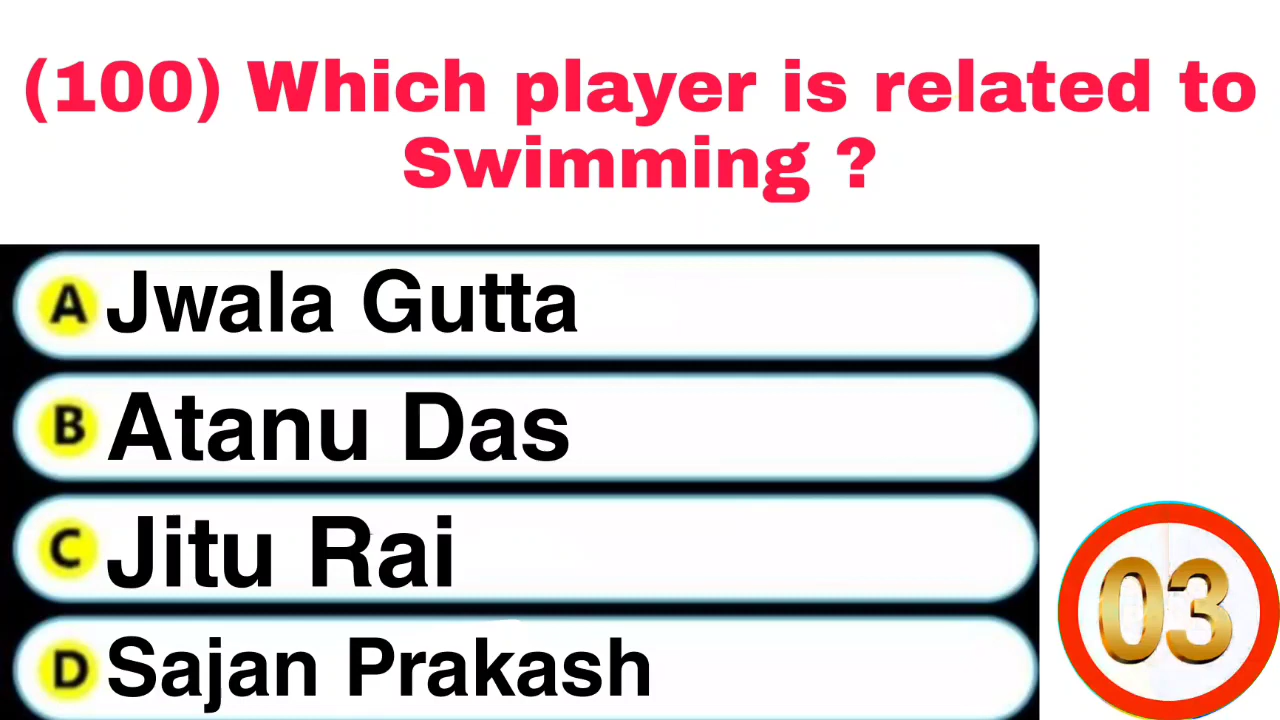 (100) Which player is related to
Swimming ?
A Jwala Gutta
B Atanu Das
C Jitu Rai
D Sajan Prakash
03